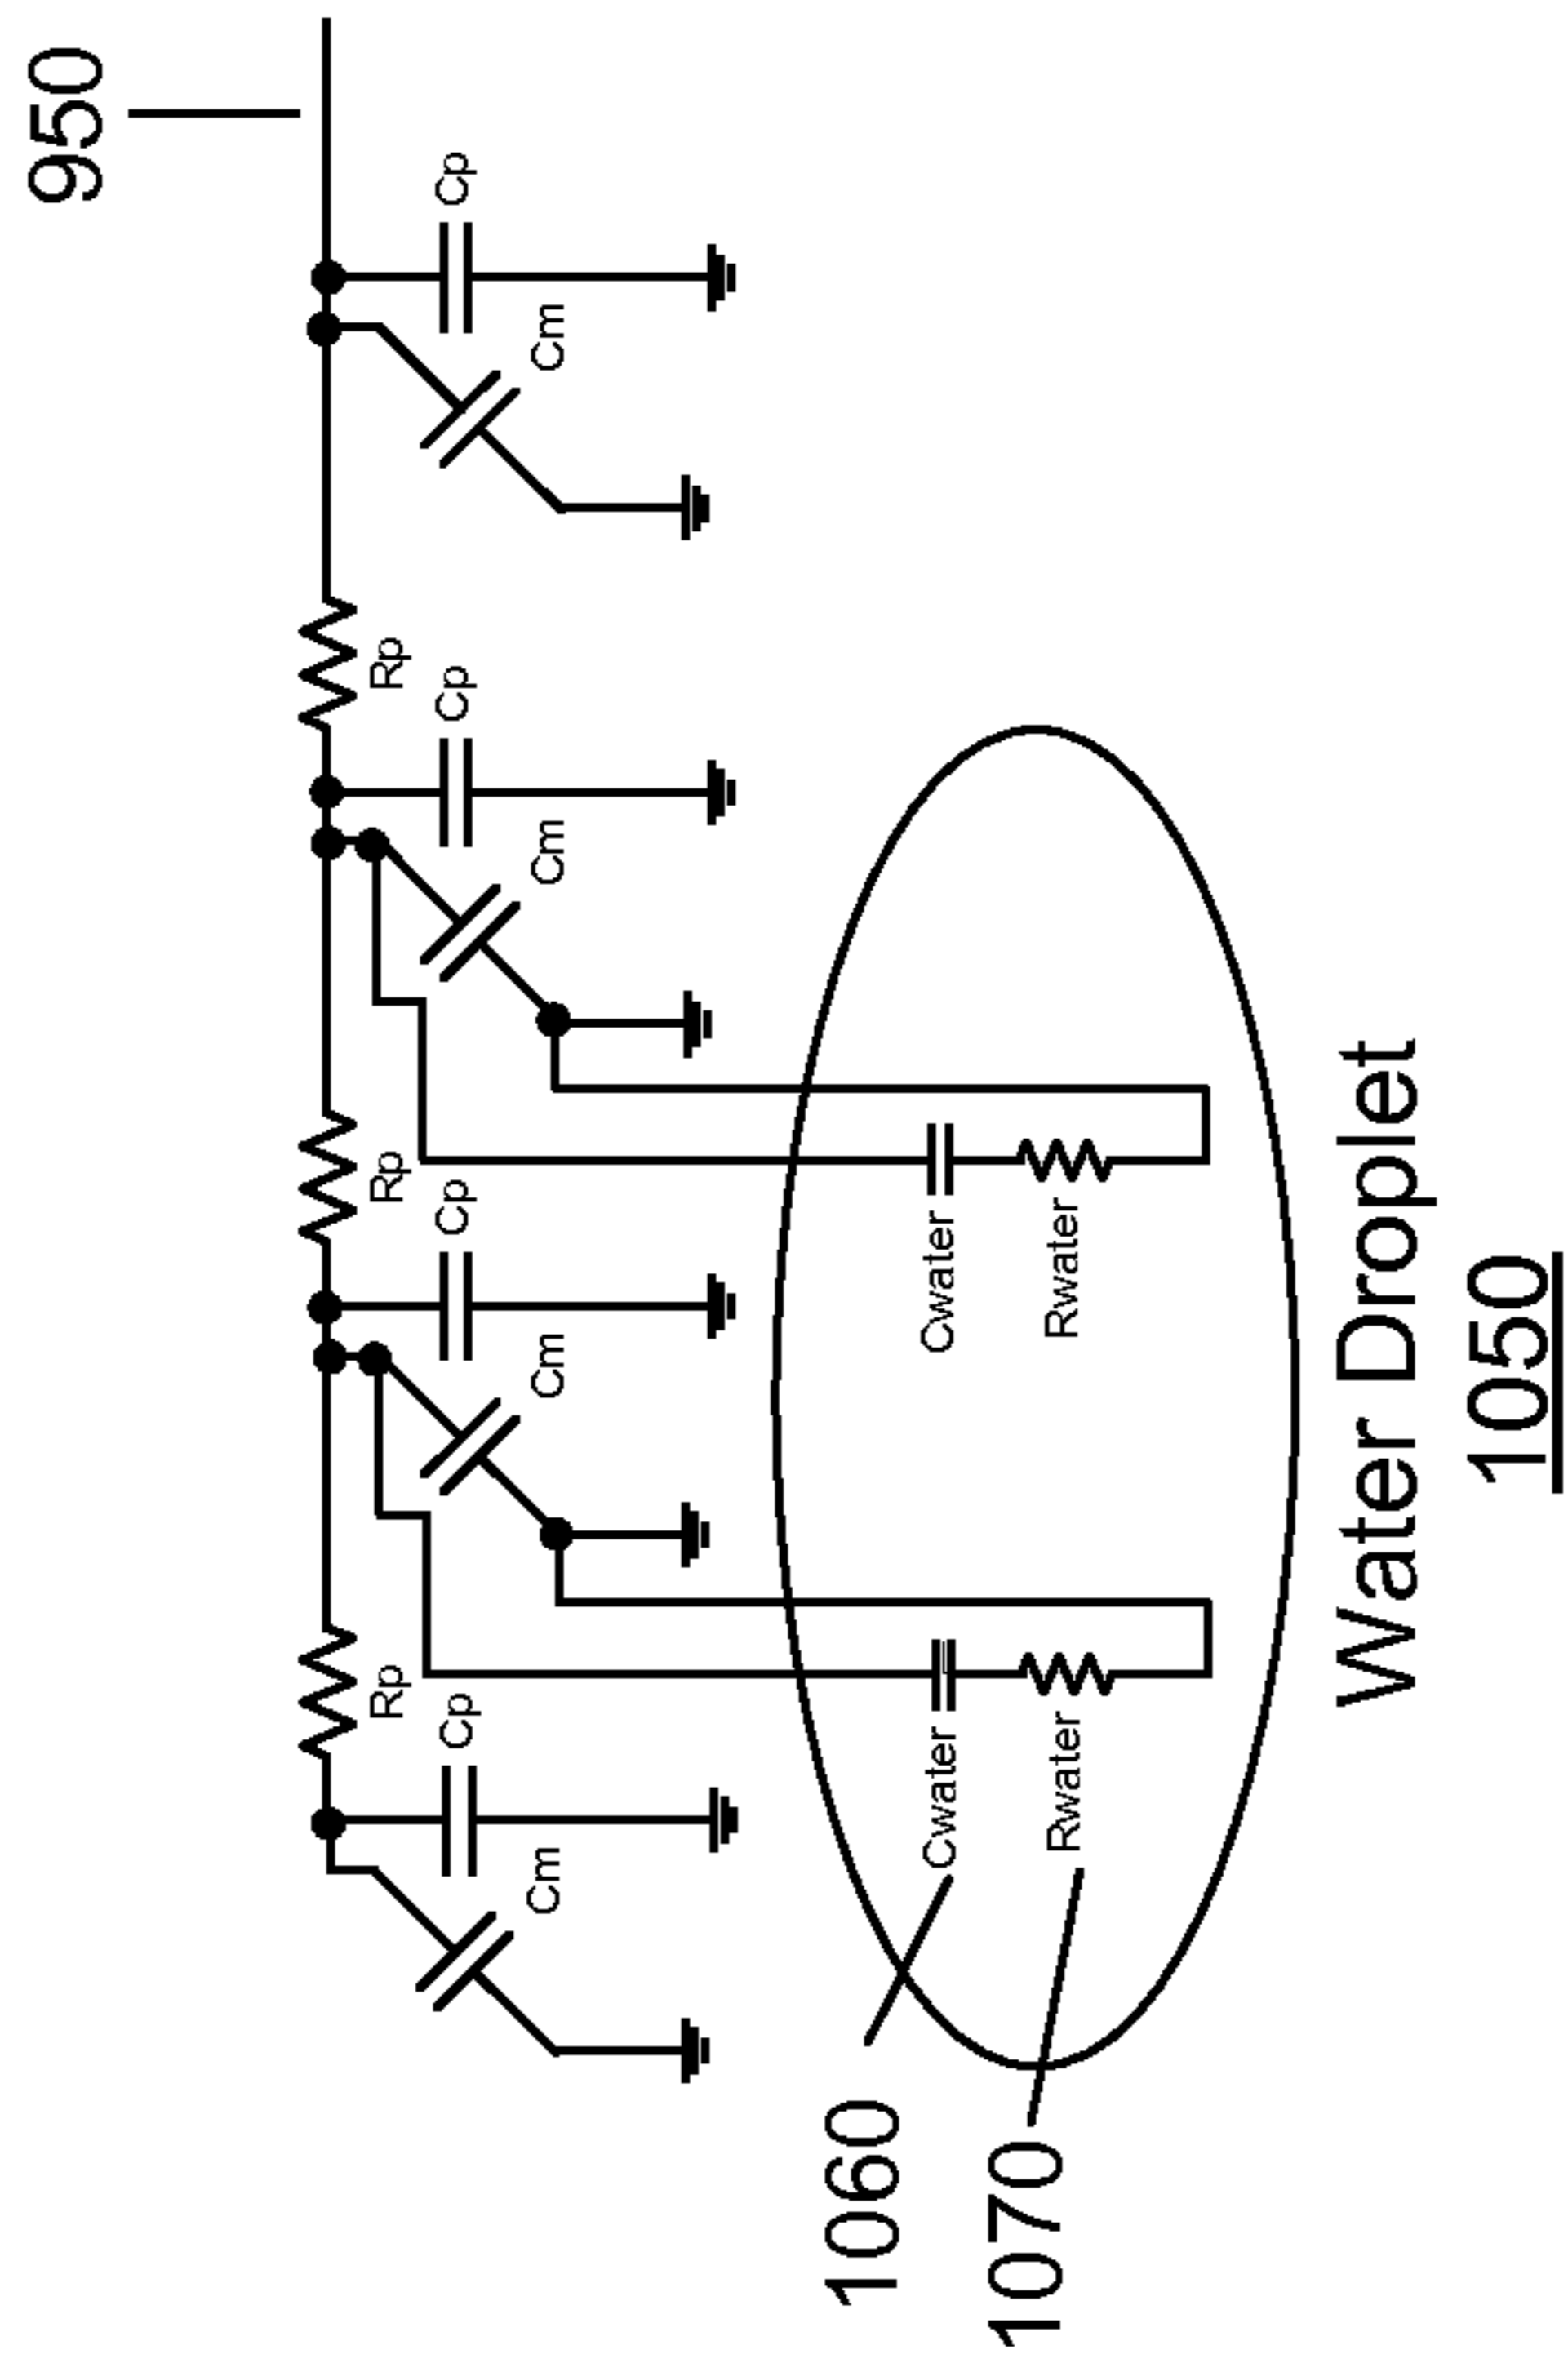 950
Rp
Rp
Rp
Cp
Cp
Cp
Cp
Cm
Cm
Cm
Cm
1060
Cwater
Cwater
1070
Rwater
Rwater
Water Droplet
1050